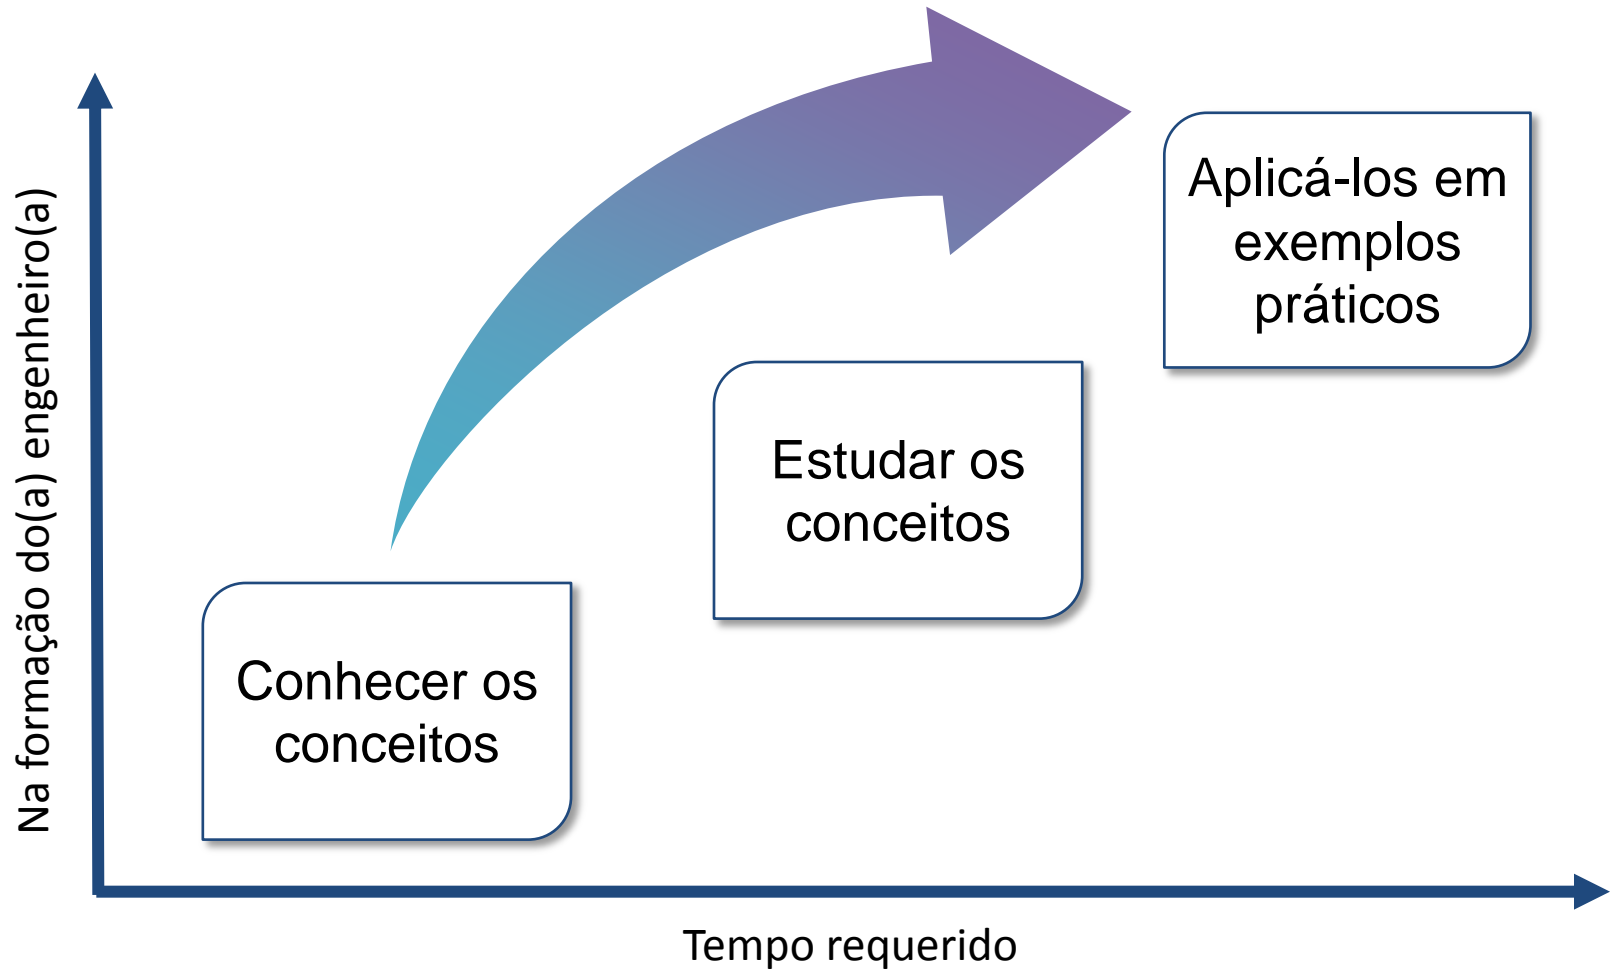 Na formação do(a) engenheiro(a)
Aplicá-los em
exemplos
práticos
Estudar os
conceitos
Conhecer os
conceitos
Tempo requerido